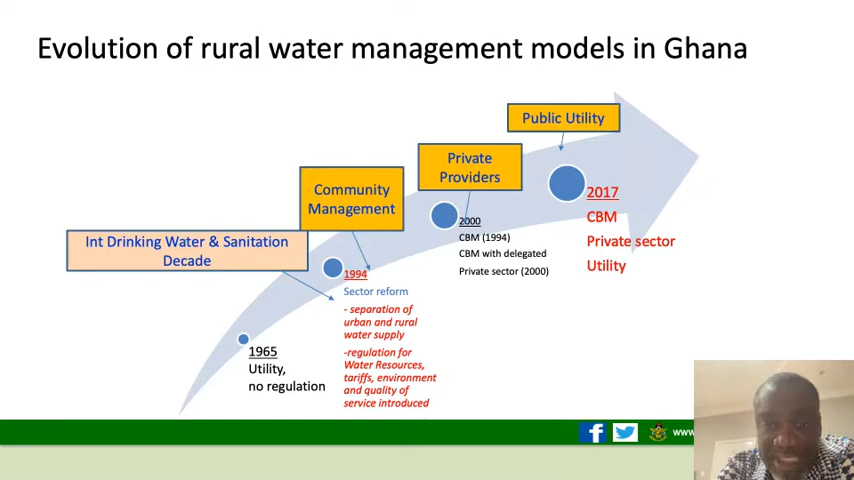 Evolution of rural water management models in Ghana
Public Utility
Private
Providers
Community
Management
Int Drinking Water & Sanitation
Decade
2017
CBM
Private sector
Utility
2000
CBM (1994)
CBM with delegated
Private sector (2000)
1994
Sector reform
- separation of
urban and rural
water supply
-regulation for
Water Resources,
tariffs, environment
and quality of
service introduced
1965
Utility,
no regulation
www